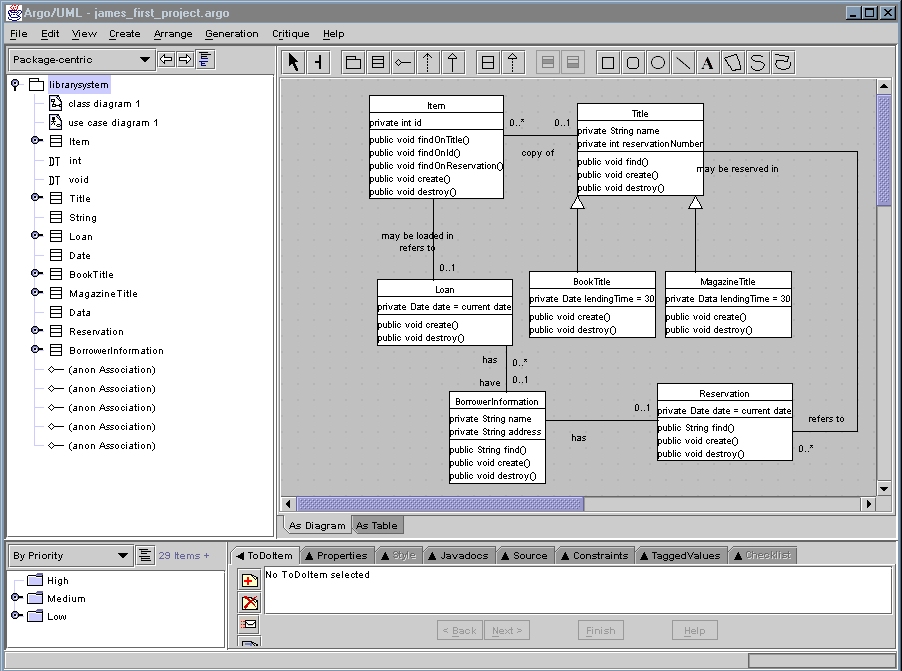 Argo/UML - james_first_project.argo
File Edit View Create Arrange Generation Critique Help
Package-centric
A
librarysystem
class diagram 1
use case diagram 1
Item
DT int
DT void
Title
String
Loan
Date
BookTitle
MagazineTitle
Data
Reservation
BorrowerInformation
(anon Association)
(anon Association)
(anon Association)
(anon Association)
(anon Association)
Item
private int id
public void findOnTitle()
public void findOnId()
public void findOnReservation()
public void create()
public void destroy()
0..* 0..1
copy of
Title
private String name
private int reservationNumber
public void find()
public void create()
public void destroy()
may be reserved in
may be loaded in
refers to
0..1
Loan
private Date date = current date
public void create()
public void destroy()
BookTitle
private Date lendingTime = 30
public void create()
public void destroy()
MagazineTitle
private Data lendingTime = 30
public void create()
public void destroy()
has 0..*
have 0..1
BorrowerInformation
private String name
private String address
public String find()
public void create()
public void destroy()
0..1
has
Reservation
private Date date = current date
public String find()
public void create()
public void destroy()
refers to
0..*
As Diagram As Table
By Priority 29 Items +
High
Medium
Low
ToDoItem Properties Style Javadocs Source Constraints TaggedValues Checklist
No ToDoItem selected
< Back Next > Finish Help